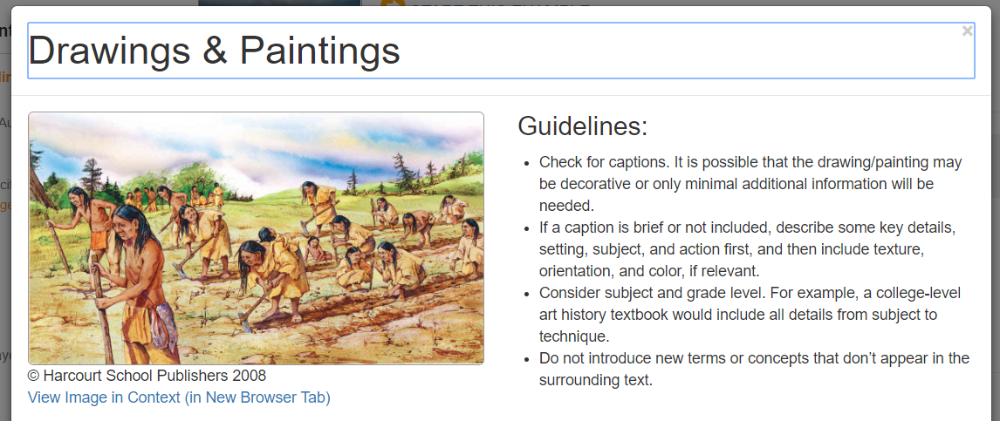 Drawings & Paintings
×
Guidelines:
• Check for captions. It is possible that the drawing/painting may
be decorative or only minimal additional information will be
needed.
• If a caption is brief or not included, describe some key details,
setting, subject, and action first, and then include texture,
orientation, and color, if relevant.
• Consider subject and grade level. For example, a college-level
art history textbook would include all details from subject to
technique.
• Do not introduce new terms or concepts that don’t appear in the
surrounding text.
© Harcourt School Publishers 2008
View Image in Context (in New Browser Tab)